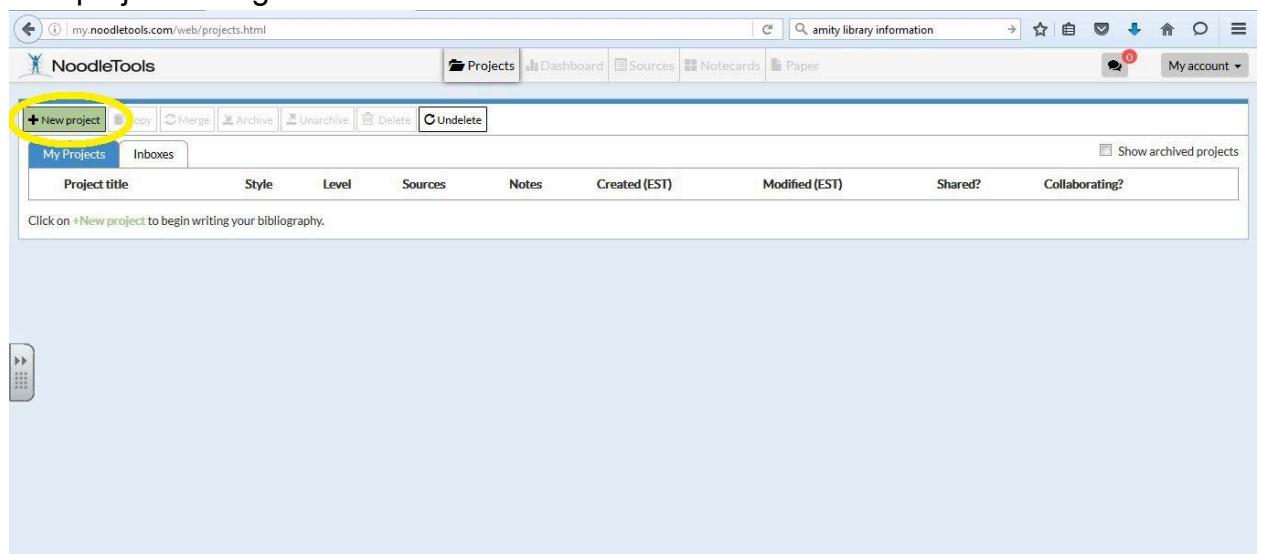 my.noodletools.com/web/projects.html amity library information
NoodleTools Projects Dashboard Sources Notecards Paper 0 My account
New project Copy Merge Archive Unarchive Delete Undelete
My Projects Inboxes Show archived projects
Project title Style Level Sources Notes Created (EST) Modified (EST) Shared? Collaborating?
Click on +New project to begin writing your bibliography.